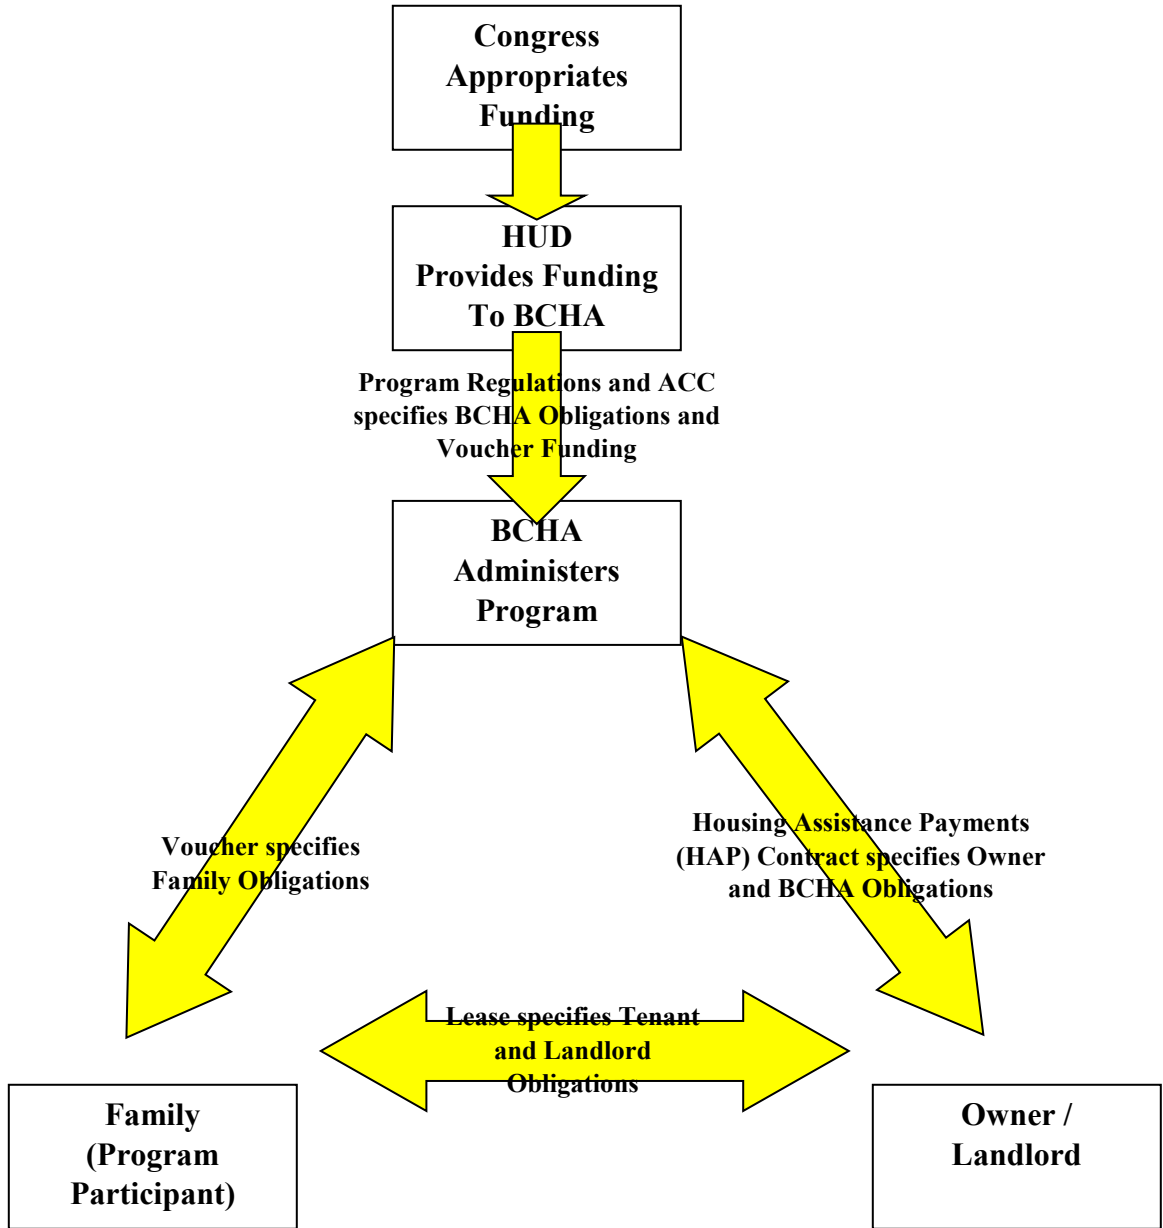 Congress
Appropriates
Funding
HUD
Provides Funding
To BCHA
Program Regulations and ACC
specifies BCHA Obligations and
Voucher Funding
BCHA
Administers
Program
Voucher specifies
Family Obligations
Housing Assistance Payments
(HAP) Contract specifies Owner
and BCHA Obligations
Lease specifies Tenant
and Landlord
Obligations
Family
(Program
Participant)
Owner /
Landlord